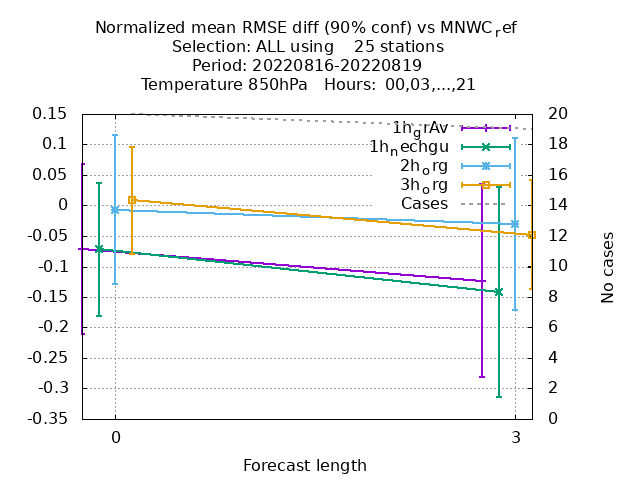 Normalized mean RMSE diff (90% conf) vs MNWC_ref
Selection: ALL using    25 stations
Period: 20220816-20220819
Temperature 850hPa   Hours: 00,03,...,21
0.15
0.1
0.05
0
-0.05
-0.1
-0.15
-0.2
-0.25
-0.3
-0.35
20
18
16
14
12
10
8
6
4
2
0
1h_grAv
1h_nechgu
2h_org
3h_org
Cases
No cases
0
3
Forecast length